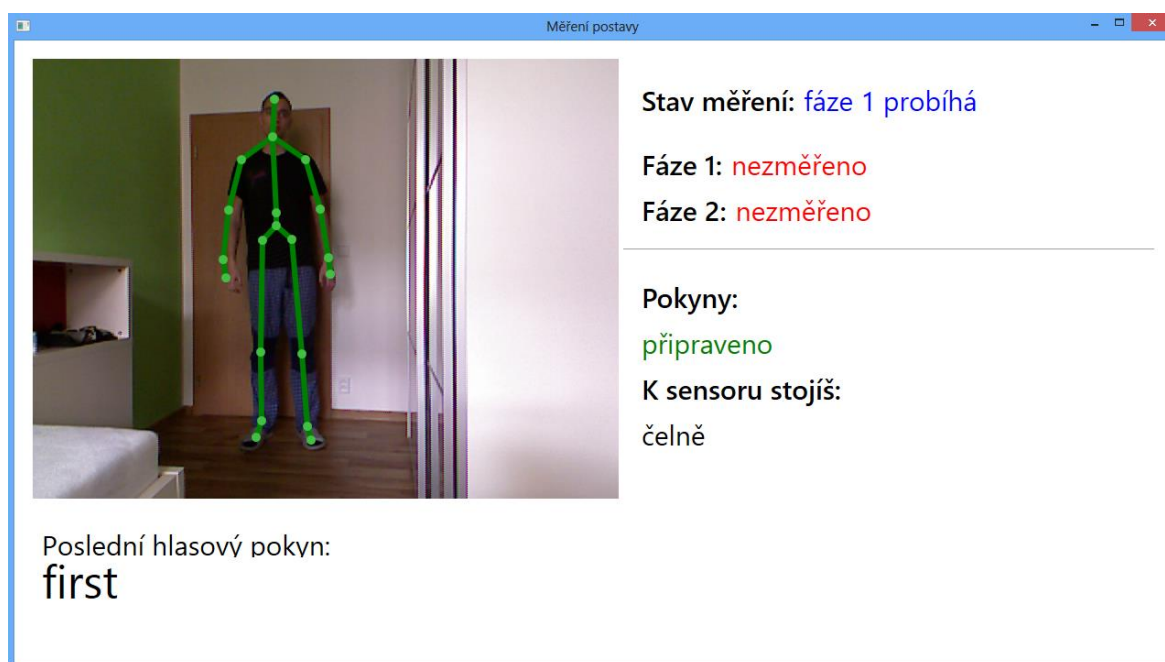 Měření postavy
Stav měření: fáze 1 probíhá
Fáze 1: nezměřeno
Fáze 2: nezměřeno
Pokyny:
připraveno
K sensoru stojíš:
čelně
Poslední hlasový pokyn:
first